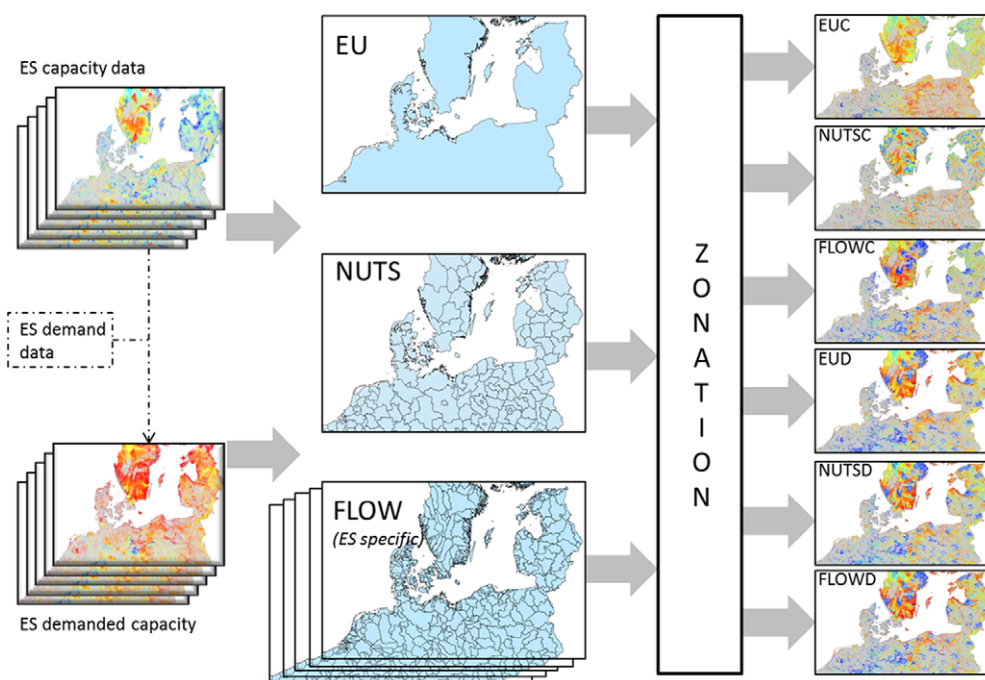 ES capacity data
ES demand
data
ES demanded capacity
EU
NUTS
FLOW
(ES specific)
ZONATION
EUC
NUTSC
FLOWC
EUD
NUTSD
FLOWD